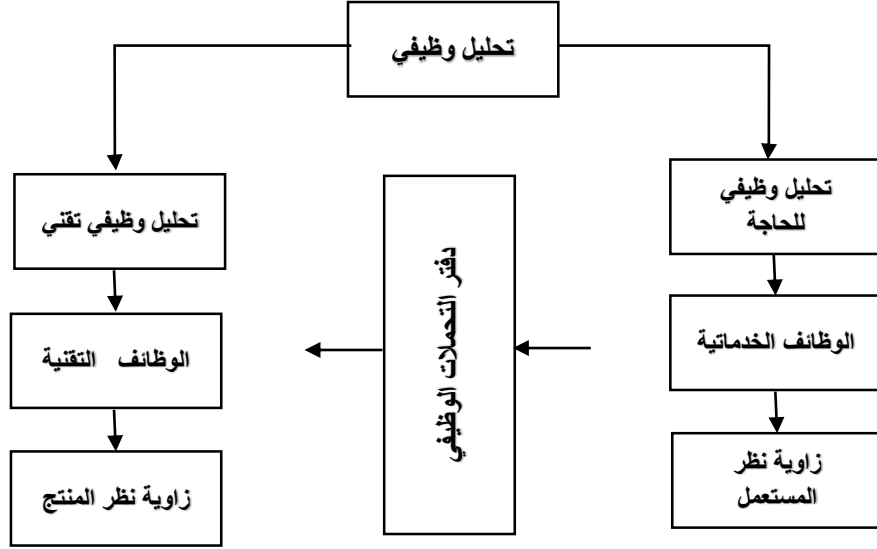 تحليل وظيفي
تحليل وظيفي
للحاجة
الوظائف الخدماتية
زاوية نظر
المستعمل
دفتر التحملات الوظيفي
تحليل وظيفي تقني
الوظائف التقنية
زاوية نظر المنتج